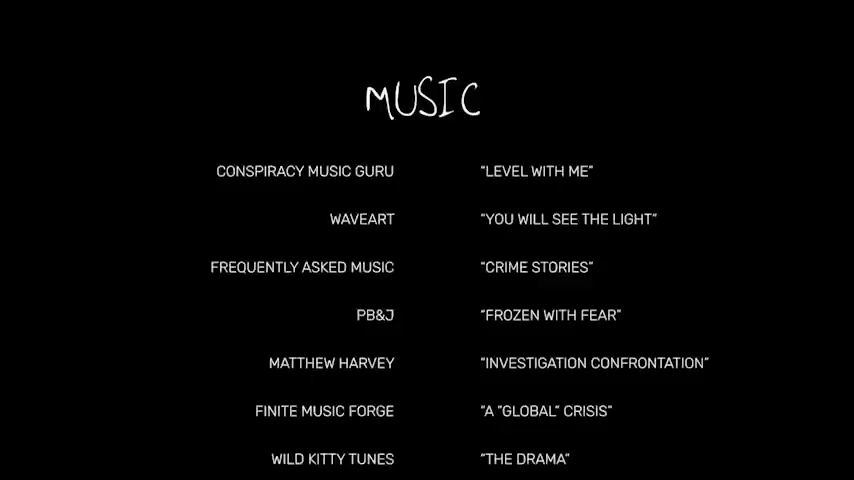 MUSIC
CONSPIRACY MUSIC GURU "LEVEL WITH ME"
WAVEART "YOU WILL SEE THE LIGHT"
FREQUENTLY ASKED MUSIC "CRIME STORIES"
PB&J "FROZEN WITH FEAR"
MATTHEW HARVEY "INVESTIGATION CONFRONTATION"
FINITE MUSIC FORGE "A "GLOBAL" CRISIS"
WILD KITTY TUNES "THE DRAMA"